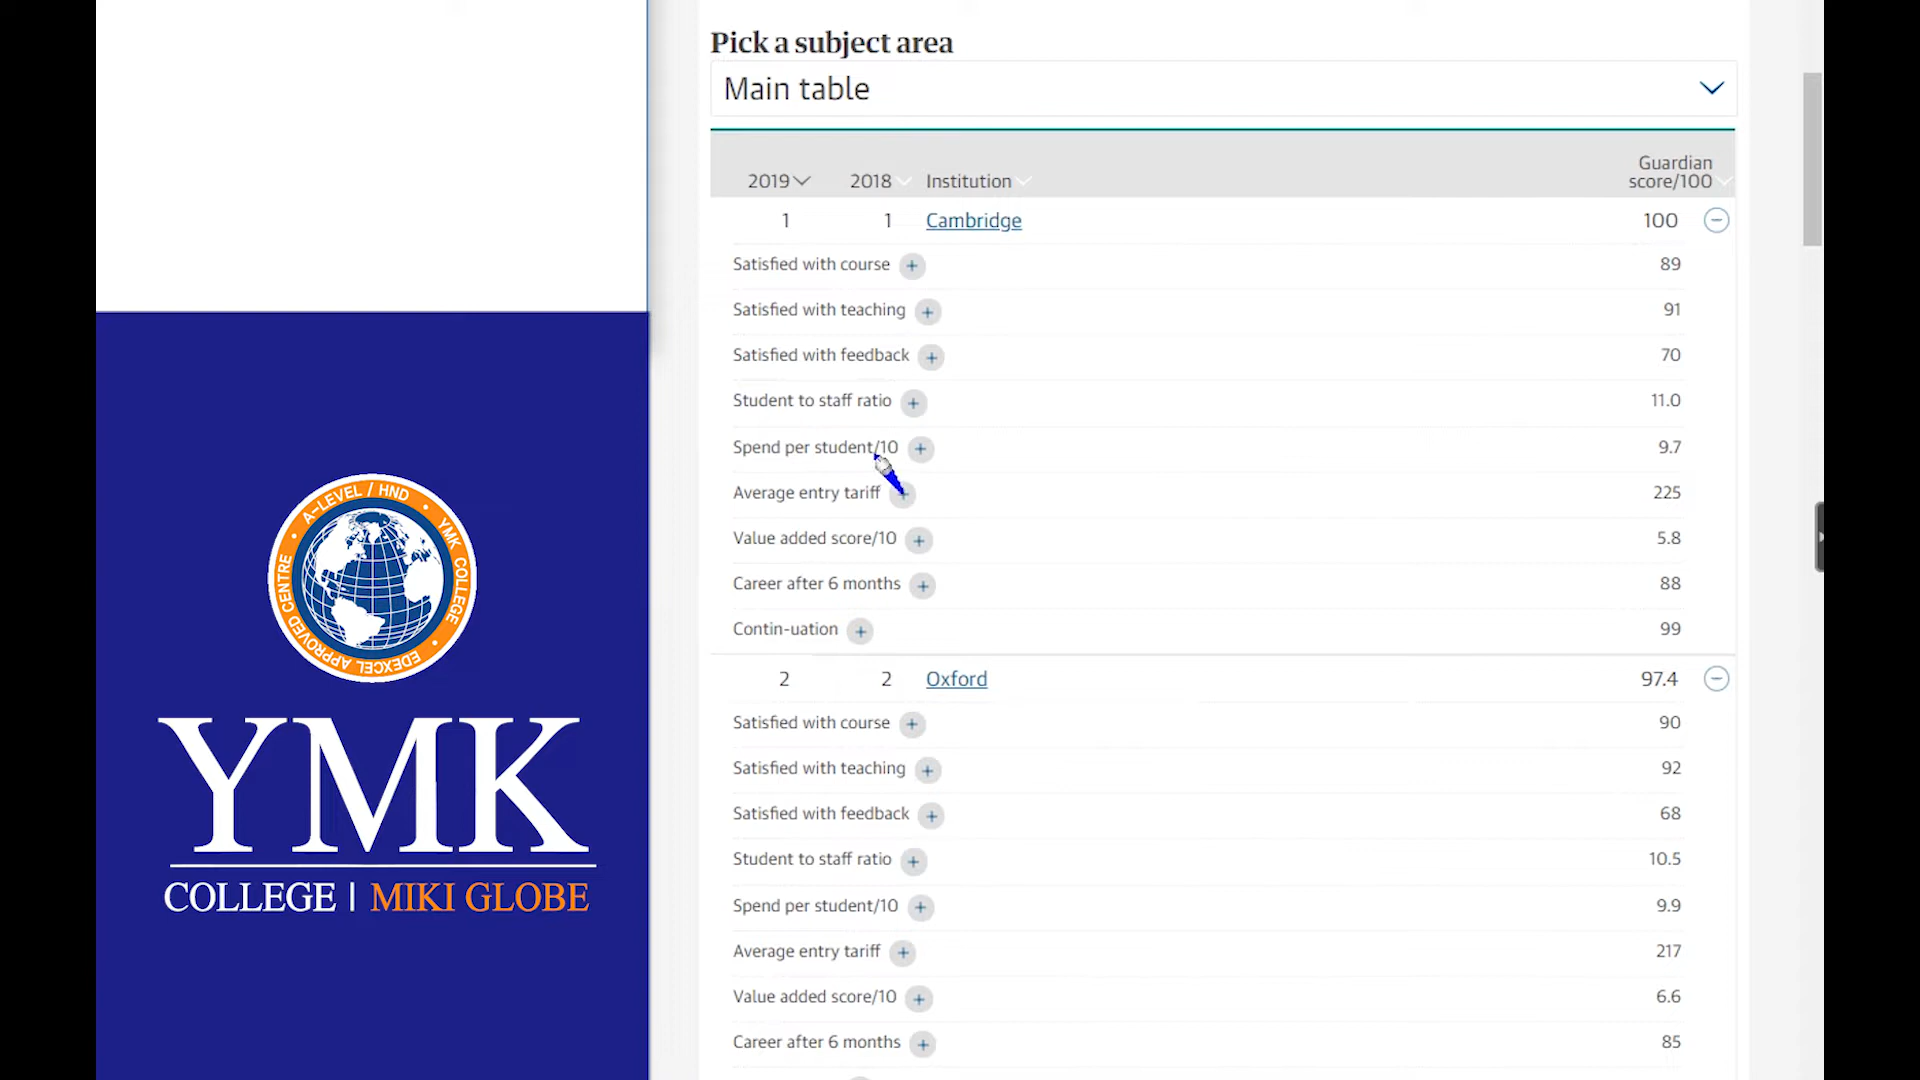 Pick a subject area
Main table
2019 2018 Institution Guardian score/100
1 1 Cambridge 100
Satisfied with course + 89
Satisfied with teaching + 91
Satisfied with feedback + 70
Student to staff ratio + 11.0
Spend per student/10 + 9.7
Average entry tariff + 225
Value added score/10 + 5.8
Career after 6 months + 88
Contin-uation + 99
2 2 Oxford 97.4
Satisfied with course + 90
Satisfied with teaching + 92
Satisfied with feedback + 68
Student to staff ratio + 10.5
Spend per student/10 + 9.9
Average entry tariff + 217
Value added score/10 + 6.6
Career after 6 months + 85
A-LEVEL / HND • YMK COLLEGE • EDEXCEL APPROVED CENTRE •
YMK
COLLEGE | MIKI GLOBE